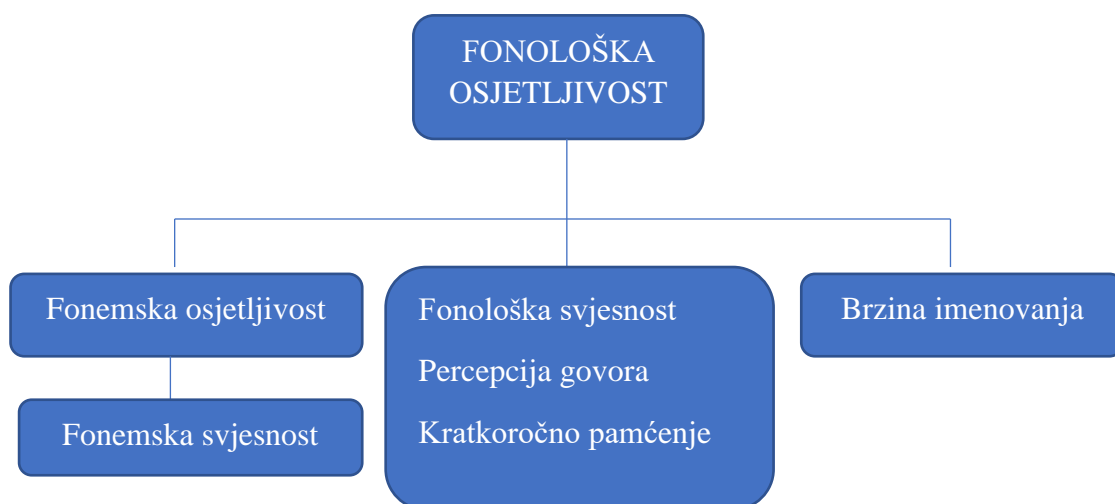 FONOLOŠKA
OSJETLJIVOST
Fonemska osjetljivost
Fonemska svjesnost
Fonološka svjesnost
Percepcija govora
Kratkoročno pamćenje
Brzina imenovanja